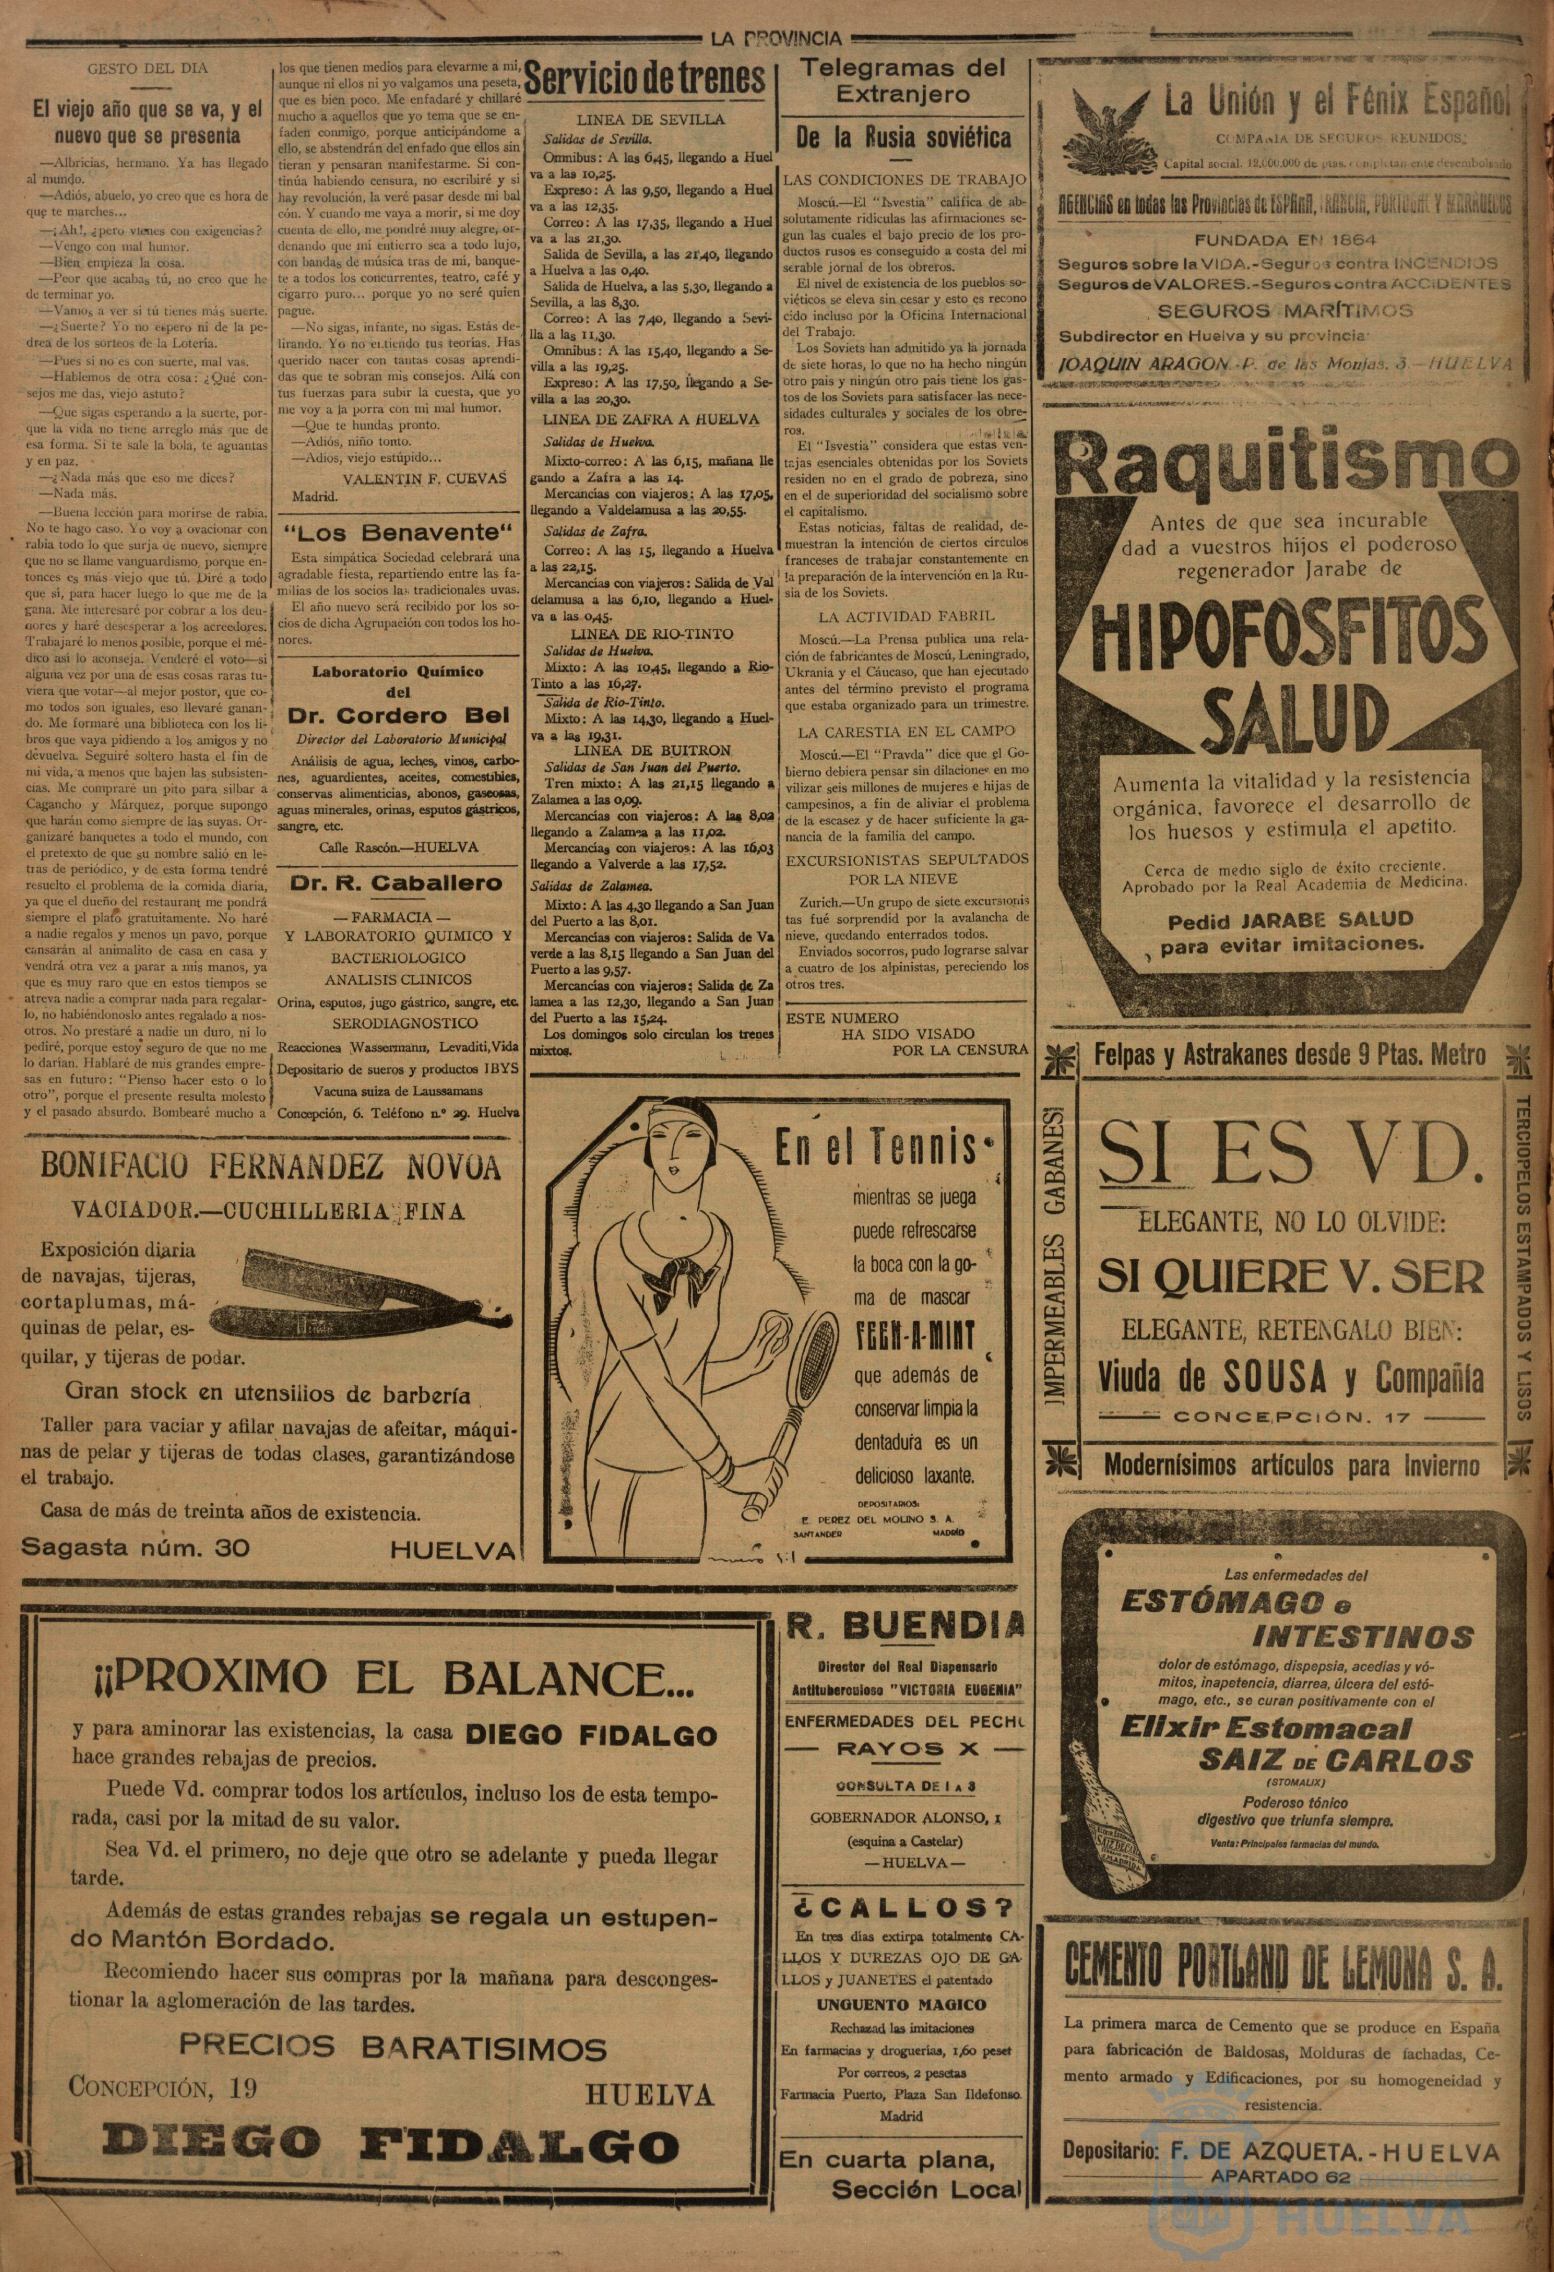 LA PROVINCIA
GESTO DEL DIA
El viejo año que se va, y el
nuevo que se presenta
—Albricias, hermano. Ya has llegado
al mundo.
—Adiós, abuelo, yo creo que es hora de
que te marches...
—¡Ah!, ¿pero vienes con exigencias?
—Vengo con mal humor.
—Bien empieza la cosa.
—Peor que acabas tú, no creo que he
de terminar yo.
—Vamos a ver si tú tienes más suerte.
—¿Suerte? Yo no espero ni de la pe-
drea de los sorteos de la Lotería.
—Pues si no es con suerte, mal vas.
—Hablemos de otra cosa: ¿Qué con-
sejos me das, viejo astuto?
—Que sigas esperando a la suerte, por-
que la vida no tiene arreglo más que de
esa forma. Si te sale la bola, te aguantas
y en paz.
—¿Nada más que eso me dices?
—Nada más.
—Buena lección para morirse de rabia.
No te hago caso. Yo voy a ovacionar con
rabia todo lo que surja de nuevo, siempre
que no se llame vanguardismo, porque en-
tonces es más viejo que tú. Diré a todo
que sí, para hacer luego lo que me de la
gana. Me interesaré por cobrar a los deu-
dores y haré desesperar a los acreedores.
Trabajaré lo menos posible, porque el mé-
dico así lo aconseja. Venderé el voto—si
alguna vez por una de esas cosas raras tu-
viera que votar—al mejor postor, que co-
mo todos son iguales, eso llevaré ganan-
do. Me formaré una biblioteca con los li-
bros que vaya pidiendo a los amigos y no
devuelva. Seguiré soltero hasta el fin de
mi vida, a menos que bajen las subsisten-
cias. Me compraré un pito para silbar a
Cagancho y Márquez, porque supongo
que harán como siempre de las suyas. Or-
ganizaré banquetes a todo el mundo, con
el pretexto de que su nombre salió en le-
tras de periódico, y de esta forma tendré
resuelto el problema de la comida diaria,
ya que el dueño del restaurant me pondrá
siempre el plato gratuitamente. No haré
a nadie regalos y menos un pavo, porque
cansarán al animalito de casa en casa y
vendrá otra vez a parar a mis manos, ya
que es muy raro que en estos tiempos se
atreva nadie a comprar nada para regalar-
lo, no habiéndonoslo antes regalado a nos-
otros. No prestaré a nadie un duro, ni lo
pediré, porque estoy seguro de que no me
lo darían. Hablaré de mis grandes empre-
sas en futuro: "Pienso hacer esto o lo
otro", porque el presente resulta molesto
y el pasado absurdo. Bombearé mucho a
los que tienen medios para elevarme a mí,
aunque ni ellos ni yo valgamos una peseta,
que es bien poco. Me enfadaré y chillaré
mucho a aquellos que yo tema que se en-
faden conmigo, porque anticipándome a
ello, se abstendrán del enfado que ellos sin
tieran y pensaran manifestarme. Si con-
tinúa habiendo censura, no escribiré y si
hay revolución, la veré pasar desde mi bal
cón. Y cuando me vaya a morir, si me doy
cuenta de ello, me pondré muy alegre, or-
denando que mi entierro sea a todo lujo,
con bandas de música tras de mí, banque-
te a todos los concurrentes, teatro, café y
cigarro puro... porque yo no seré quien
pague.
—No sigas, infante, no sigas. Estás de-
lirando. Yo no entiendo tus teorías. Has
querido nacer con tantas cosas aprendi-
das que te sobran mis consejos. Allá con
tus fuerzas para subir la cuesta, que yo
me voy a la porra con mi mal humor.
—Que te hundas pronto.
—Adiós, niño tonto.
—Adios, viejo estúpido...
VALENTIN F. CUEVAS
Madrid.
"Los Benavente"
Esta simpática Sociedad celebrará una
agradable fiesta, repartiendo entre las fa-
milias de los socios las tradicionales uvas.
El año nuevo será recibido por los so-
cios de dicha Agrupación con todos los ho-
nores.
Laboratorio Químico
del
Dr. Cordero Bel
Director del Laboratorio Municipal
Análisis de agua, leches, vinos, carbo-
nes, aguardientes, aceites, comestibles,
conservas alimenticias, abonos, gaseosas,
aguas minerales, orinas, esputos gástricos,
sangre, etc.
Calle Rascón.—HUELVA
Dr. R. Caballero
— FARMACIA —
Y LABORATORIO QUIMICO Y
BACTERIOLOGICO
ANALISIS CLINICOS
Orina, esputos, jugo gástrico, sangre, etc.
SERODIAGNOSTICO
Reacciones Wassermann, Levaditi, Vida
Depositario de sueros y productos IBYS
Vacuna suiza de Laussamans
Concepción, 6. Teléfono n.º 29. Huelva
Servicio de trenes
LINEA DE SEVILLA
Salidas de Sevilla.
Omnibus: A las 6,45, llegando a Huel
va a las 10,25.
Expreso: A las 9,50, llegando a Huel
va a las 12,35.
Correo: A las 17,35, llegando a Huel
va a las 21,30.
Salida de Sevilla, a las 21,40, llegando
a Huelva a las 0,40.
Sálida de Huelva, a las 5,30, llegando a
Sevilla, a las 8,30.
Correo: A las 7,40, llegando a Sevi-
lla a las 11,30.
Omnibus: A las 15,40, llegando a Se-
villa a las 19,25.
Expreso: A las 17,50, llegando a Se-
villa a las 20,30.
LINEA DE ZAFRA A HUELVA
Salidas de Huelva.
Mixto-correo: A las 6,15, mañana lle
gando a Zafra a las 14.
Mercancías con viajeros: A las 17,05,
llegando a Valdelamusa a las 20,55.
Salidas de Zafra.
Correo: A las 15, llegando a Huelva
a las 22,15.
Mercancías con viajeros: Salida de Val
delamusa a las 6,10, llegando a Huel-
va a las 0,45.
LINEA DE RIO-TINTO
Salidas de Huelva.
Mixto: A las 10,45, llegando a Rio-
Tinto a las 16,27.
Salida de Rio-Tinto.
Mixto: A las 14,30, llegando a Huel-
va a las 19,31.
LINEA DE BUITRON
Salidas de San Juan del Puerto.
Tren mixto: A las 21,15 llegando a
Zalamea a las 0,09.
Mercancías con viajeros: A las 8,02
llegando a Zalamea a las 11,02.
Mercancías con viajeros: A las 16,03
llegando a Valverde a las 17,52.
Salidas de Zalamea.
Mixto: A las 4,30 llegando a San Juan
del Puerto a las 8,01.
Mercancías con viajeros: Salida de Va
verde a las 8,15 llegando a San Juan del
Puerto a las 9,57.
Mercancías con viajeros: Salida de Za
lamea a las 12,30, llegando a San Juan
del Puerto a las 15,24.
Los domingos solo circulan los trenes
mixtos.
Telegramas del
Extranjero
De la Rusia soviética
LAS CONDICIONES DE TRABAJO
Moscú.—El "Isvestia" califica de ab-
solutamente ridiculas las afirmaciones se-
gun las cuales el bajo precio de los pro-
ductos rusos es conseguido a costa del mi
serable jornal de los obreros.
El nivel de existencia de los pueblos so-
viéticos se eleva sin cesar y esto es recono
cido incluso por la Oficina Internacional
del Trabajo.
Los Soviets han admitido ya la jornada
de siete horas, lo que no ha hecho ningún
otro pais y ningún otro pais tiene los gas-
tos de los Soviets para satisfacer las nece-
sidades culturales y sociales de los obre-
ros.
El "Isvestia" considera que estas ven-
tajas esenciales obtenidas por los Soviets
residen no en el grado de pobreza, sino
en el de superioridad del socialismo sobre
el capitalismo.
Estas noticias, faltas de realidad, de-
muestran la intención de ciertos circulos
franceses de trabajar constantemente en
la preparación de la intervención en la Ru-
sia de los Soviets.
LA ACTIVIDAD FABRIL
Moscú.—La Prensa publica una rela-
ción de fabricantes de Moscú, Leningrado,
Ukrania y el Cáucaso, que han ejecutado
antes del término previsto el programa
que estaba organizado para un trimestre.
LA CARESTIA EN EL CAMPO
Moscú.—El "Pravda" dice que el Go-
bierno debiera pensar sin dilaciones en mo
vilizar seis millones de mujeres e hijas de
campesinos, a fin de aliviar el problema
de la escasez y de hacer suficiente la ga-
nancia de la familia del campo.
EXCURSIONISTAS SEPULTADOS
POR LA NIEVE
Zurich.—Un grupo de siete excursionis
tas fué sorprendid por la avalancha de
nieve, quedando enterrados todos.
Enviados socorros, pudo lograrse salvar
a cuatro de los alpinistas, pereciendo los
otros tres.
ESTE NUMERO
HA SIDO VISADO
POR LA CENSURA
La Unión y el Fénix Español
COMPAÑIA DE SEGUROS REUNIDOS
Capital social. 12.000.000 de ptas. completamente desembolsado
AGENCIAS en todas las Provincias de ESPAÑA, FRANCIA, PORTUGAL Y MARRUECOS
FUNDADA EN 1864
Seguros sobre la VIDA.-Seguros contra INCENDIOS
Seguros de VALORES.-Seguros contra ACCIDENTES
SEGUROS MARÍTIMOS
Subdirector en Huelva y su provincia:
JOAQUIN ARAGON.-P. de las Monjas. 3.—HUELVA
Raquitismo
Antes de que sea incurable
dad a vuestros hijos el poderoso
regenerador Jarabe de
HIPOFOSFITOS
SALUD
Aumenta la vitalidad y la resistencia
orgánica, favorece el desarrollo de
los huesos y estimula el apetito.
Cerca de medio siglo de éxito creciente.
Aprobado por la Real Academia de Medicina.
Pedid JARABE SALUD
para evitar imitaciones.
Felpas y Astrakanes desde 9 Ptas. Metro
IMPERMEABLES GABANES
SI ES VD.
ELEGANTE, NO LO OLVIDE:
SI QUIERE V. SER
ELEGANTE, RETENGALO BIEN:
Viuda de SOUSA y Compañía
CONCEPCIÓN. 17
TERCIOPELOS ESTAMPADOS Y LISOS
Modernísimos artículos para Invierno
BONIFACIO FERNANDEZ NOVOA
VACIADOR.—CUCHILLERIA FINA
Exposición diaria
de navajas, tijeras,
cortaplumas, má-
quinas de pelar, es-
quilar, y tijeras de podar.
Gran stock en utensilios de barbería
Taller para vaciar y afilar navajas de afeitar, máqui-
nas de pelar y tijeras de todas clases, garantizándose
el trabajo.
Casa de más de treinta años de existencia.
Sagasta núm. 30 HUELVA
En el Tennis
mientras se juega
puede refrescarse
la boca con la go-
ma de mascar
FEEN-A-MINT
que además de
conservar limpia la
dentadura es un
delicioso laxante.
DEPOSITARIOS:
E. PEREZ DEL MOLINO S. A.
SANTANDER MADRID
Las enfermedades del
ESTÓMAGO e
INTESTINOS
dolor de estómago, dispepsia, acedias y vó-
mitos, inapetencia, diarrea, úlcera del estó-
mago, etc., se curan positivamente con el
Elixir Estomacal
SAIZ DE CARLOS
(STOMALIX)
Poderoso tónico
digestivo que triunfa siempre.
Venta: Principales farmacias del mundo.
¡¡PROXIMO EL BALANCE...
y para aminorar las existencias, la casa DIEGO FIDALGO
hace grandes rebajas de precios.
Puede Vd. comprar todos los artículos, incluso los de esta tempo-
rada, casi por la mitad de su valor.
Sea Vd. el primero, no deje que otro se adelante y pueda llegar
tarde.
Además de estas grandes rebajas se regala un estupen-
do Mantón Bordado.
Recomiendo hacer sus compras por la mañana para desconges-
tionar la aglomeración de las tardes.
PRECIOS BARATISIMOS
CONCEPCIÓN, 19 HUELVA
DIEGO FIDALGO
R. BUENDIA
Director del Real Dispensario
Antituberculoso "VICTORIA EUGENIA"
ENFERMEDADES DEL PECHO
— RAYOS X —
CONSULTA DE 1 A 3
GOBERNADOR ALONSO, 1
(esquina a Castelar)
—HUELVA—
¿CALLOS?
En tres días extirpa totalmente CA-
LLOS Y DUREZAS OJO DE GA-
LLOS y JUANETES el patentado
UNGUENTO MAGICO
Rechazad las imitaciones
En farmacias y droguerías, 1,60 peset
Por correos, 2 pesetas
Farmacia Puerto, Plaza San Ildefonso.
Madrid
En cuarta plana,
Sección Local
CEMENTO PORTLAND DE LEMONA S. A.
La primera marca de Cemento que se produce en España
para fabricación de Baldosas, Molduras de fachadas, Ce-
mento armado y Edificaciones, por su homogeneidad y
resistencia.
Depositario: F. DE AZQUETA.-HUELVA
APARTADO 62
HUELVA